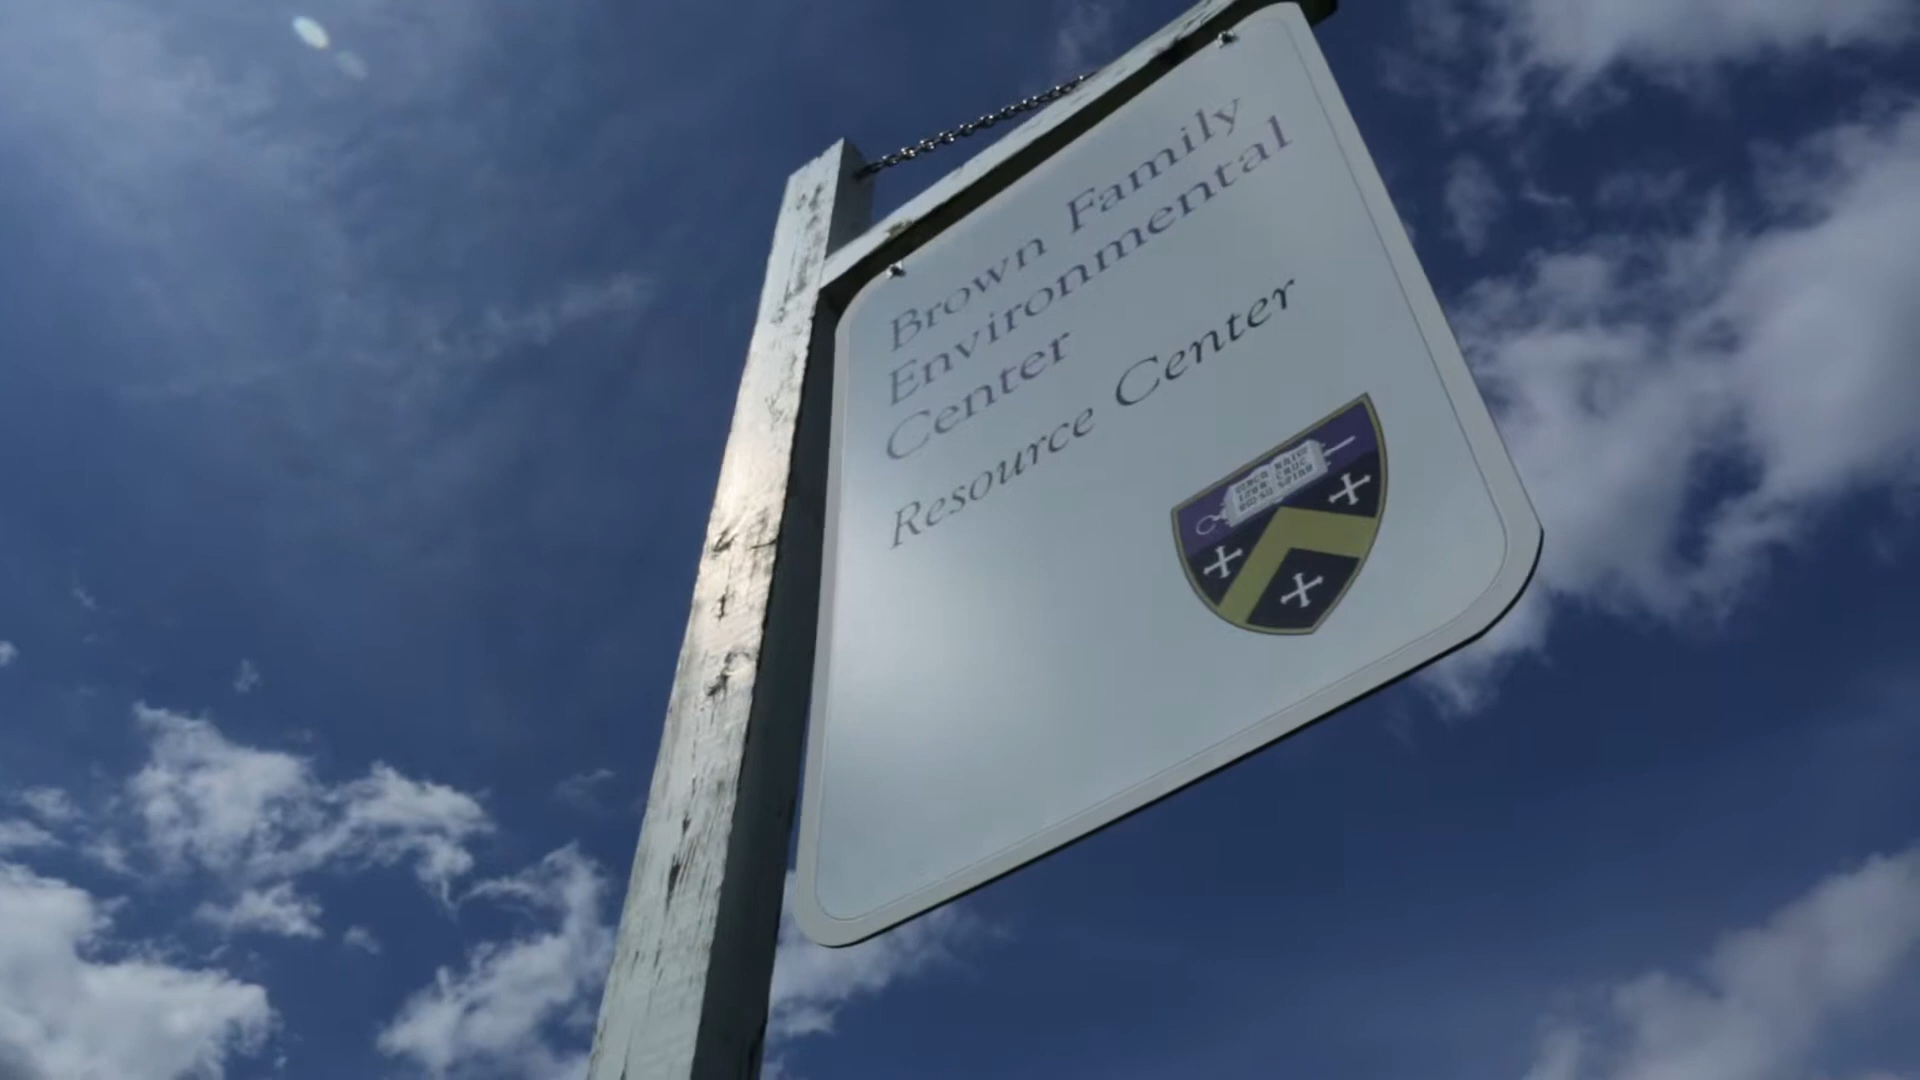 Brown Family
Environmental
Center
Resource Center